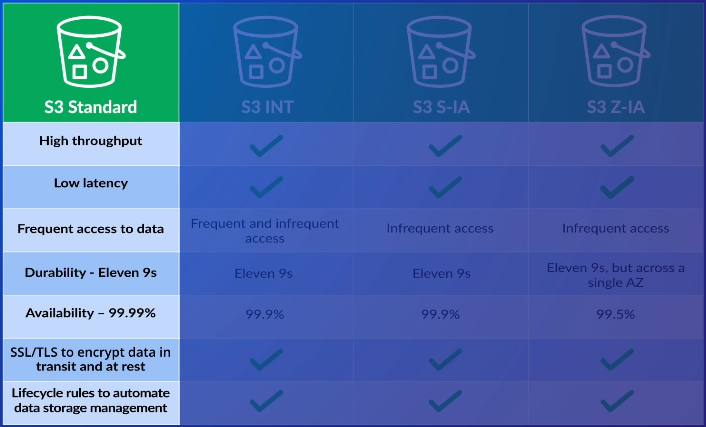 S3 Standard
S3 INT
S3 S-IA
S3 Z-IA
High throughput
Low latency
Frequent access to data
Frequent and infrequent
access
Infrequent access
Infrequent access
Durability - Eleven 9s
Eleven 9s
Eleven 9s
Eleven 9s, but across a
single AZ
Availability – 99.99%
99.9%
99.9%
99.5%
SSL/TLS to encrypt data in
transit and at rest
Lifecycle rules to automate
data storage management